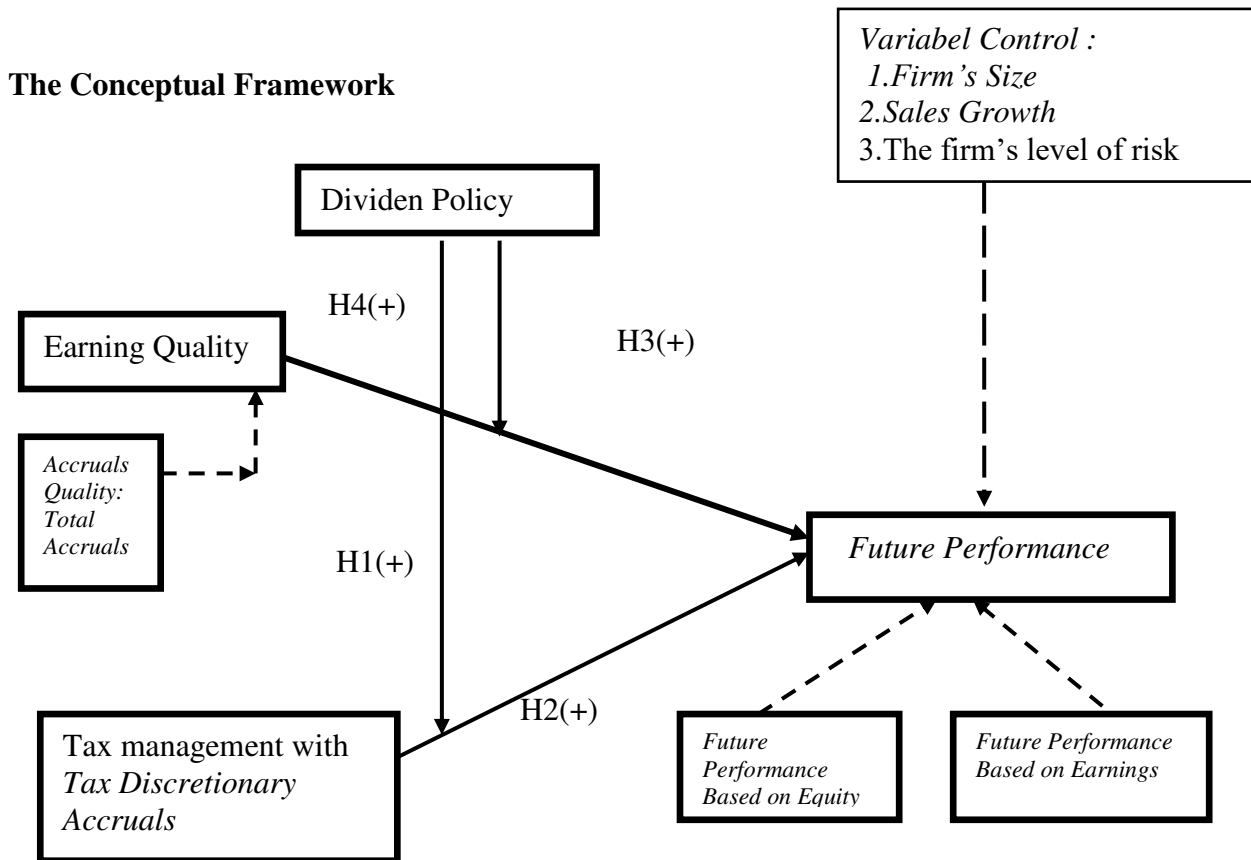 The Conceptual Framework
Variabel Control :
1.Firm's Size
2.Sales Growth
3.The firm's level of risk
Dividen Policy
H4(+)
H3(+)
Earning Quality
Accruals
Quality:
Total
Accruals
H1(+)
Future Performance
H2(+)
Tax management with
Tax Discretionary
Accruals
Future
Performance
Based on Equity
Future Performance
Based on Earnings